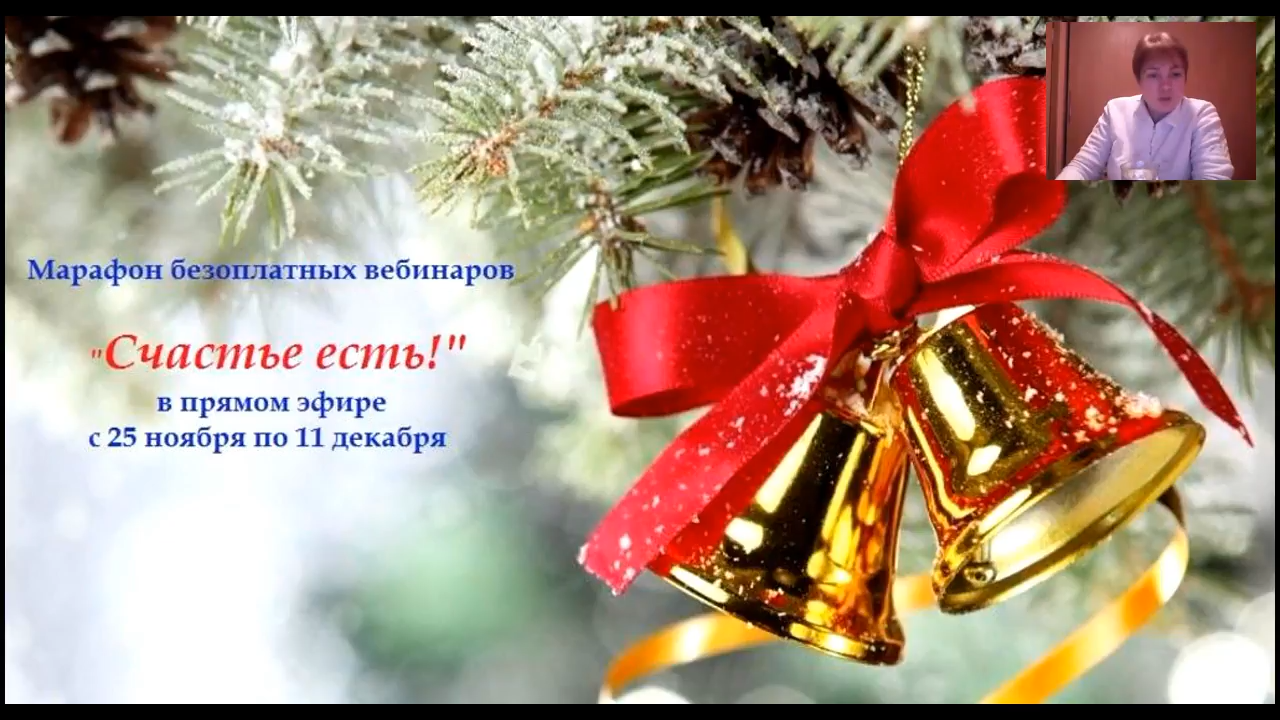 Марафон безоплатных вебинаров
"Счастье есть!"
в прямом эфире
с 25 ноября по 11 декабря